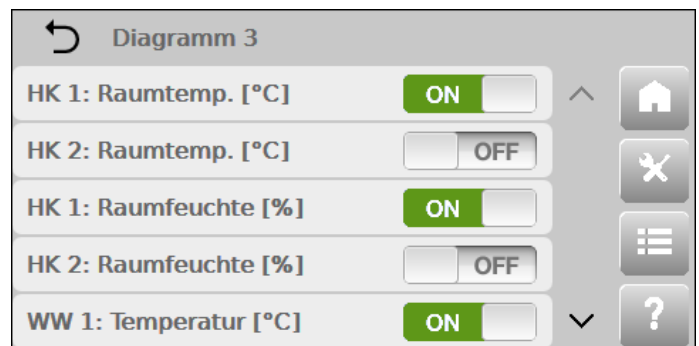 Diagramm 3
HK 1: Raumtemp. [°C] ON
HK 2: Raumtemp. [°C] OFF
HK 1: Raumfeuchte [%] ON
HK 2: Raumfeuchte [%] OFF
WW 1: Temperatur [°C] ON
?